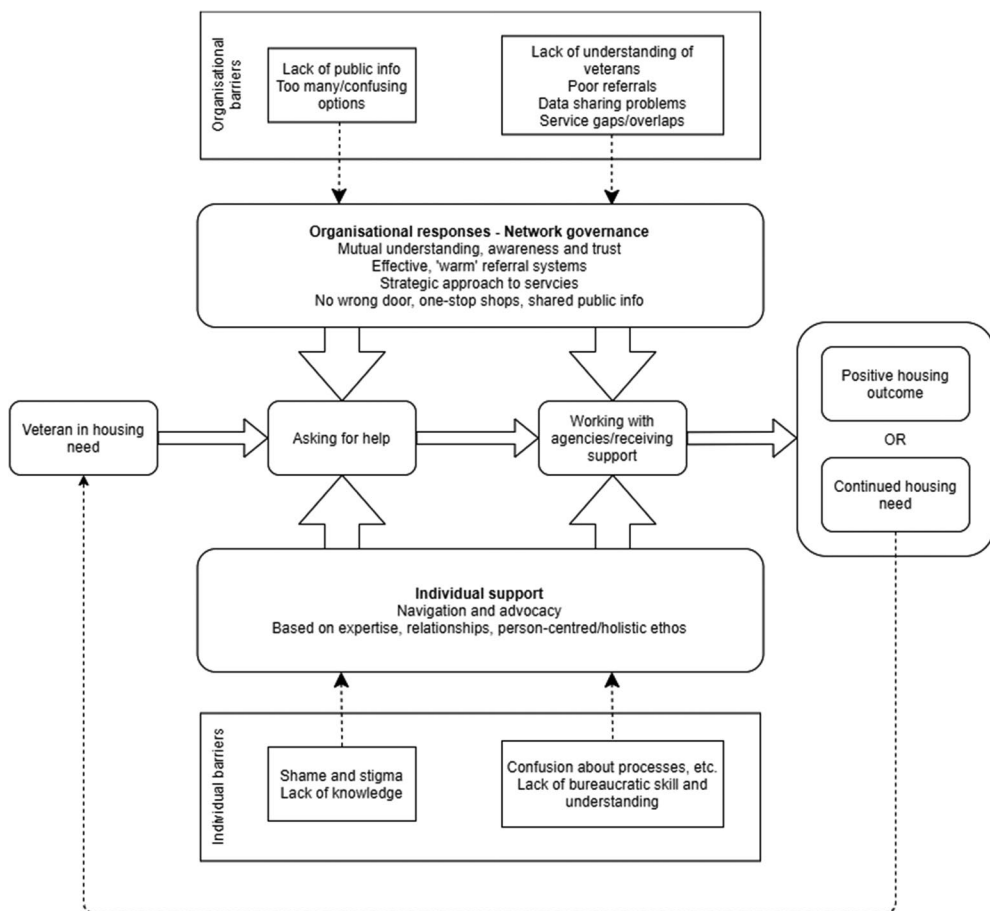 Organisational
barriers
Lack of public info
Too many/confusing
options
Lack of understanding of
veterans
Poor referrals
Data sharing problems
Service gaps/overlaps
Organisational responses - Network governance
Mutual understanding, awareness and trust
Effective, 'warm' referral systems
Strategic approach to servcies
No wrong door, one-stop shops, shared public info
Veteran in housing
need
Asking for help
Working with
agencies/receiving
support
Positive housing
outcome
OR
Continued housing
need
Individual support
Navigation and advocacy
Based on expertise, relationships, person-centred/holistic ethos
Individual barriers
Shame and stigma
Lack of knowledge
Confusion about processes, etc.
Lack of bureaucratic skill and
understanding